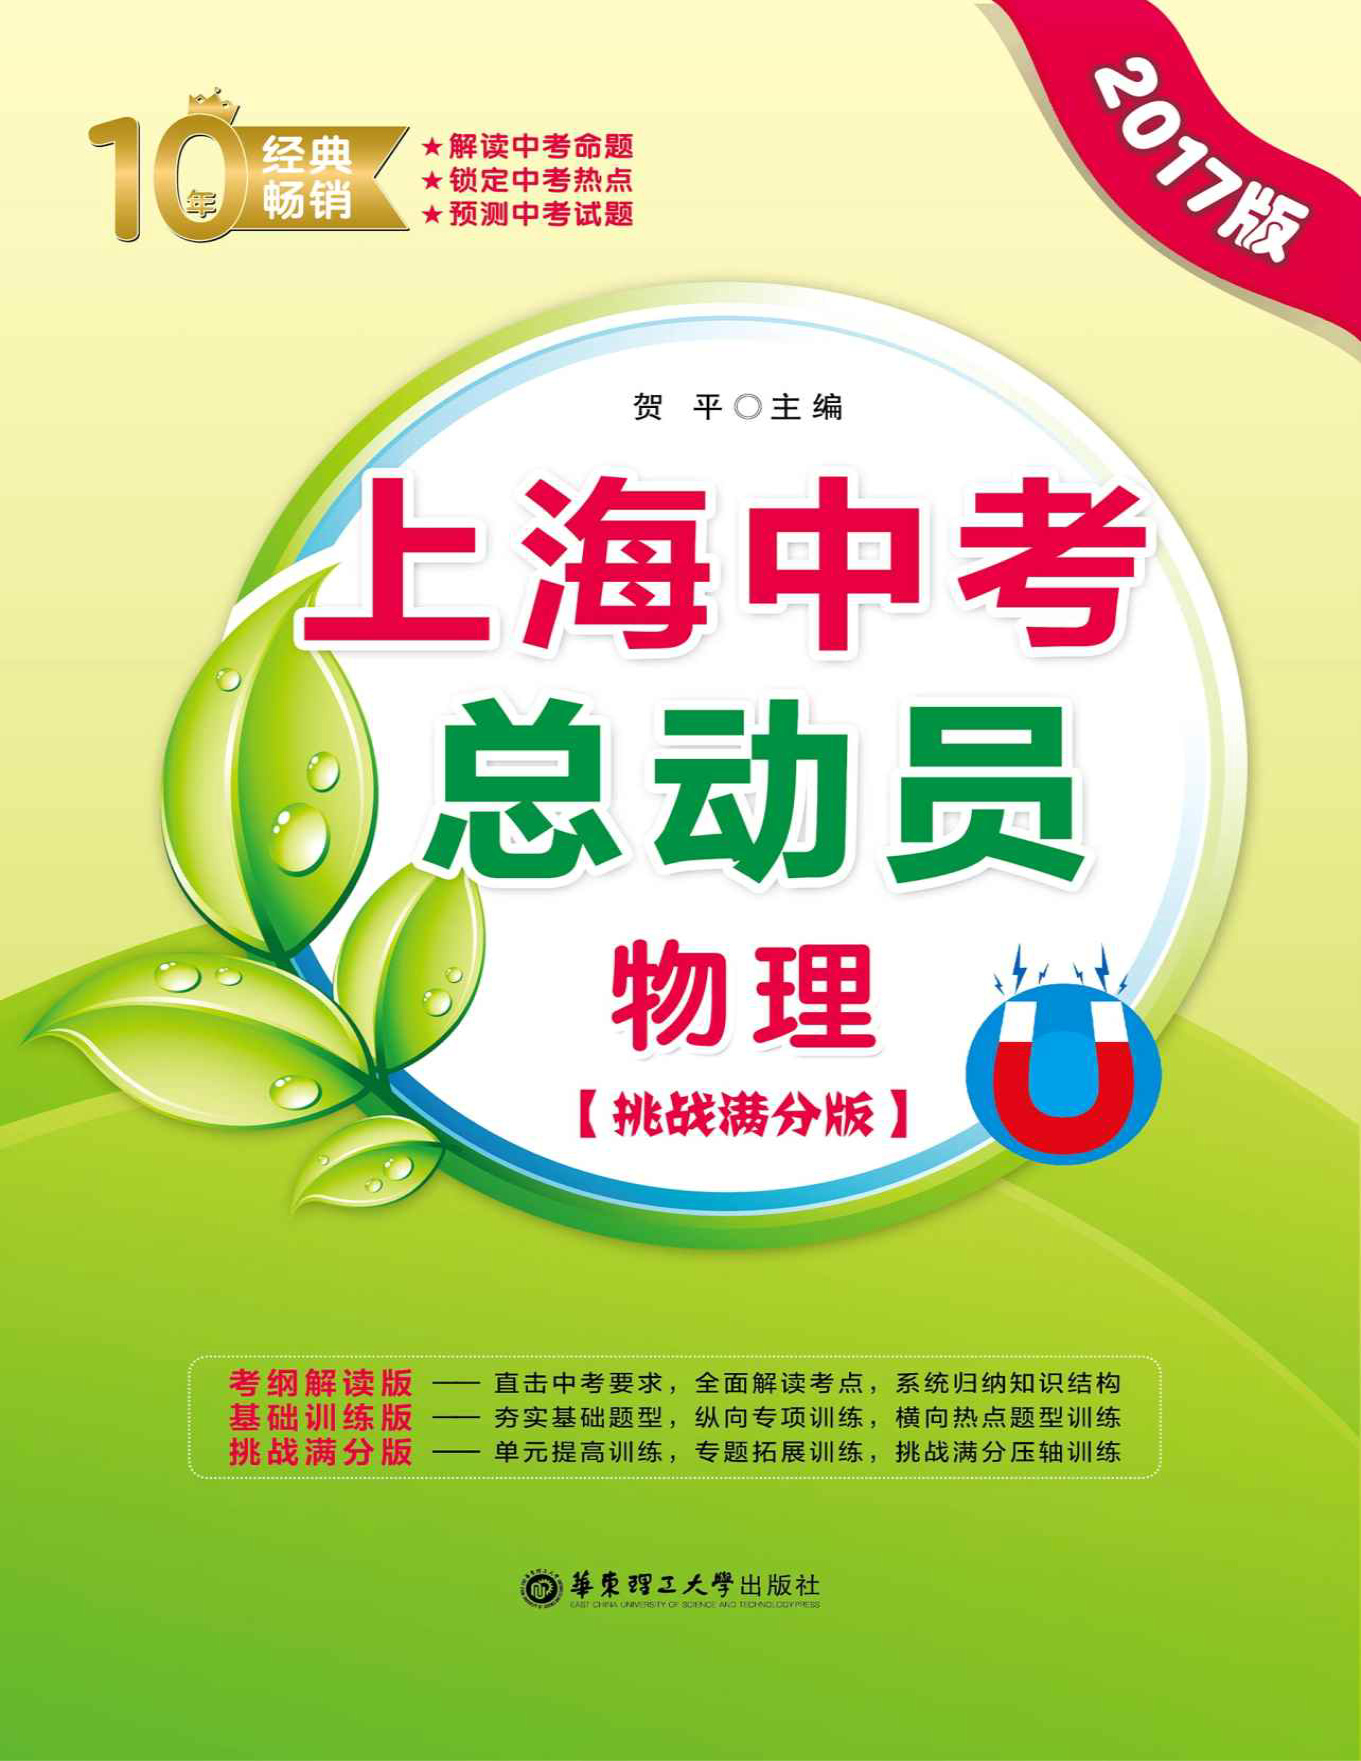 2017版
10年
经典
畅销
★解读中考命题
★锁定中考热点
★预测中考试题
贺 平◎主编
上海中考
总动员
物理
【挑战满分版】
考纲解读版 —— 直击中考要求，全面解读考点，系统归纳知识结构
基础训练版 —— 夯实基础题型，纵向专项训练，横向热点题型训练
挑战满分版 —— 单元提高训练，专题拓展训练，挑战满分压轴训练
華東理工大學出版社
EAST CHINA UNIVERSITY OF SCIENCE AND TECHNOLOGY PRESS